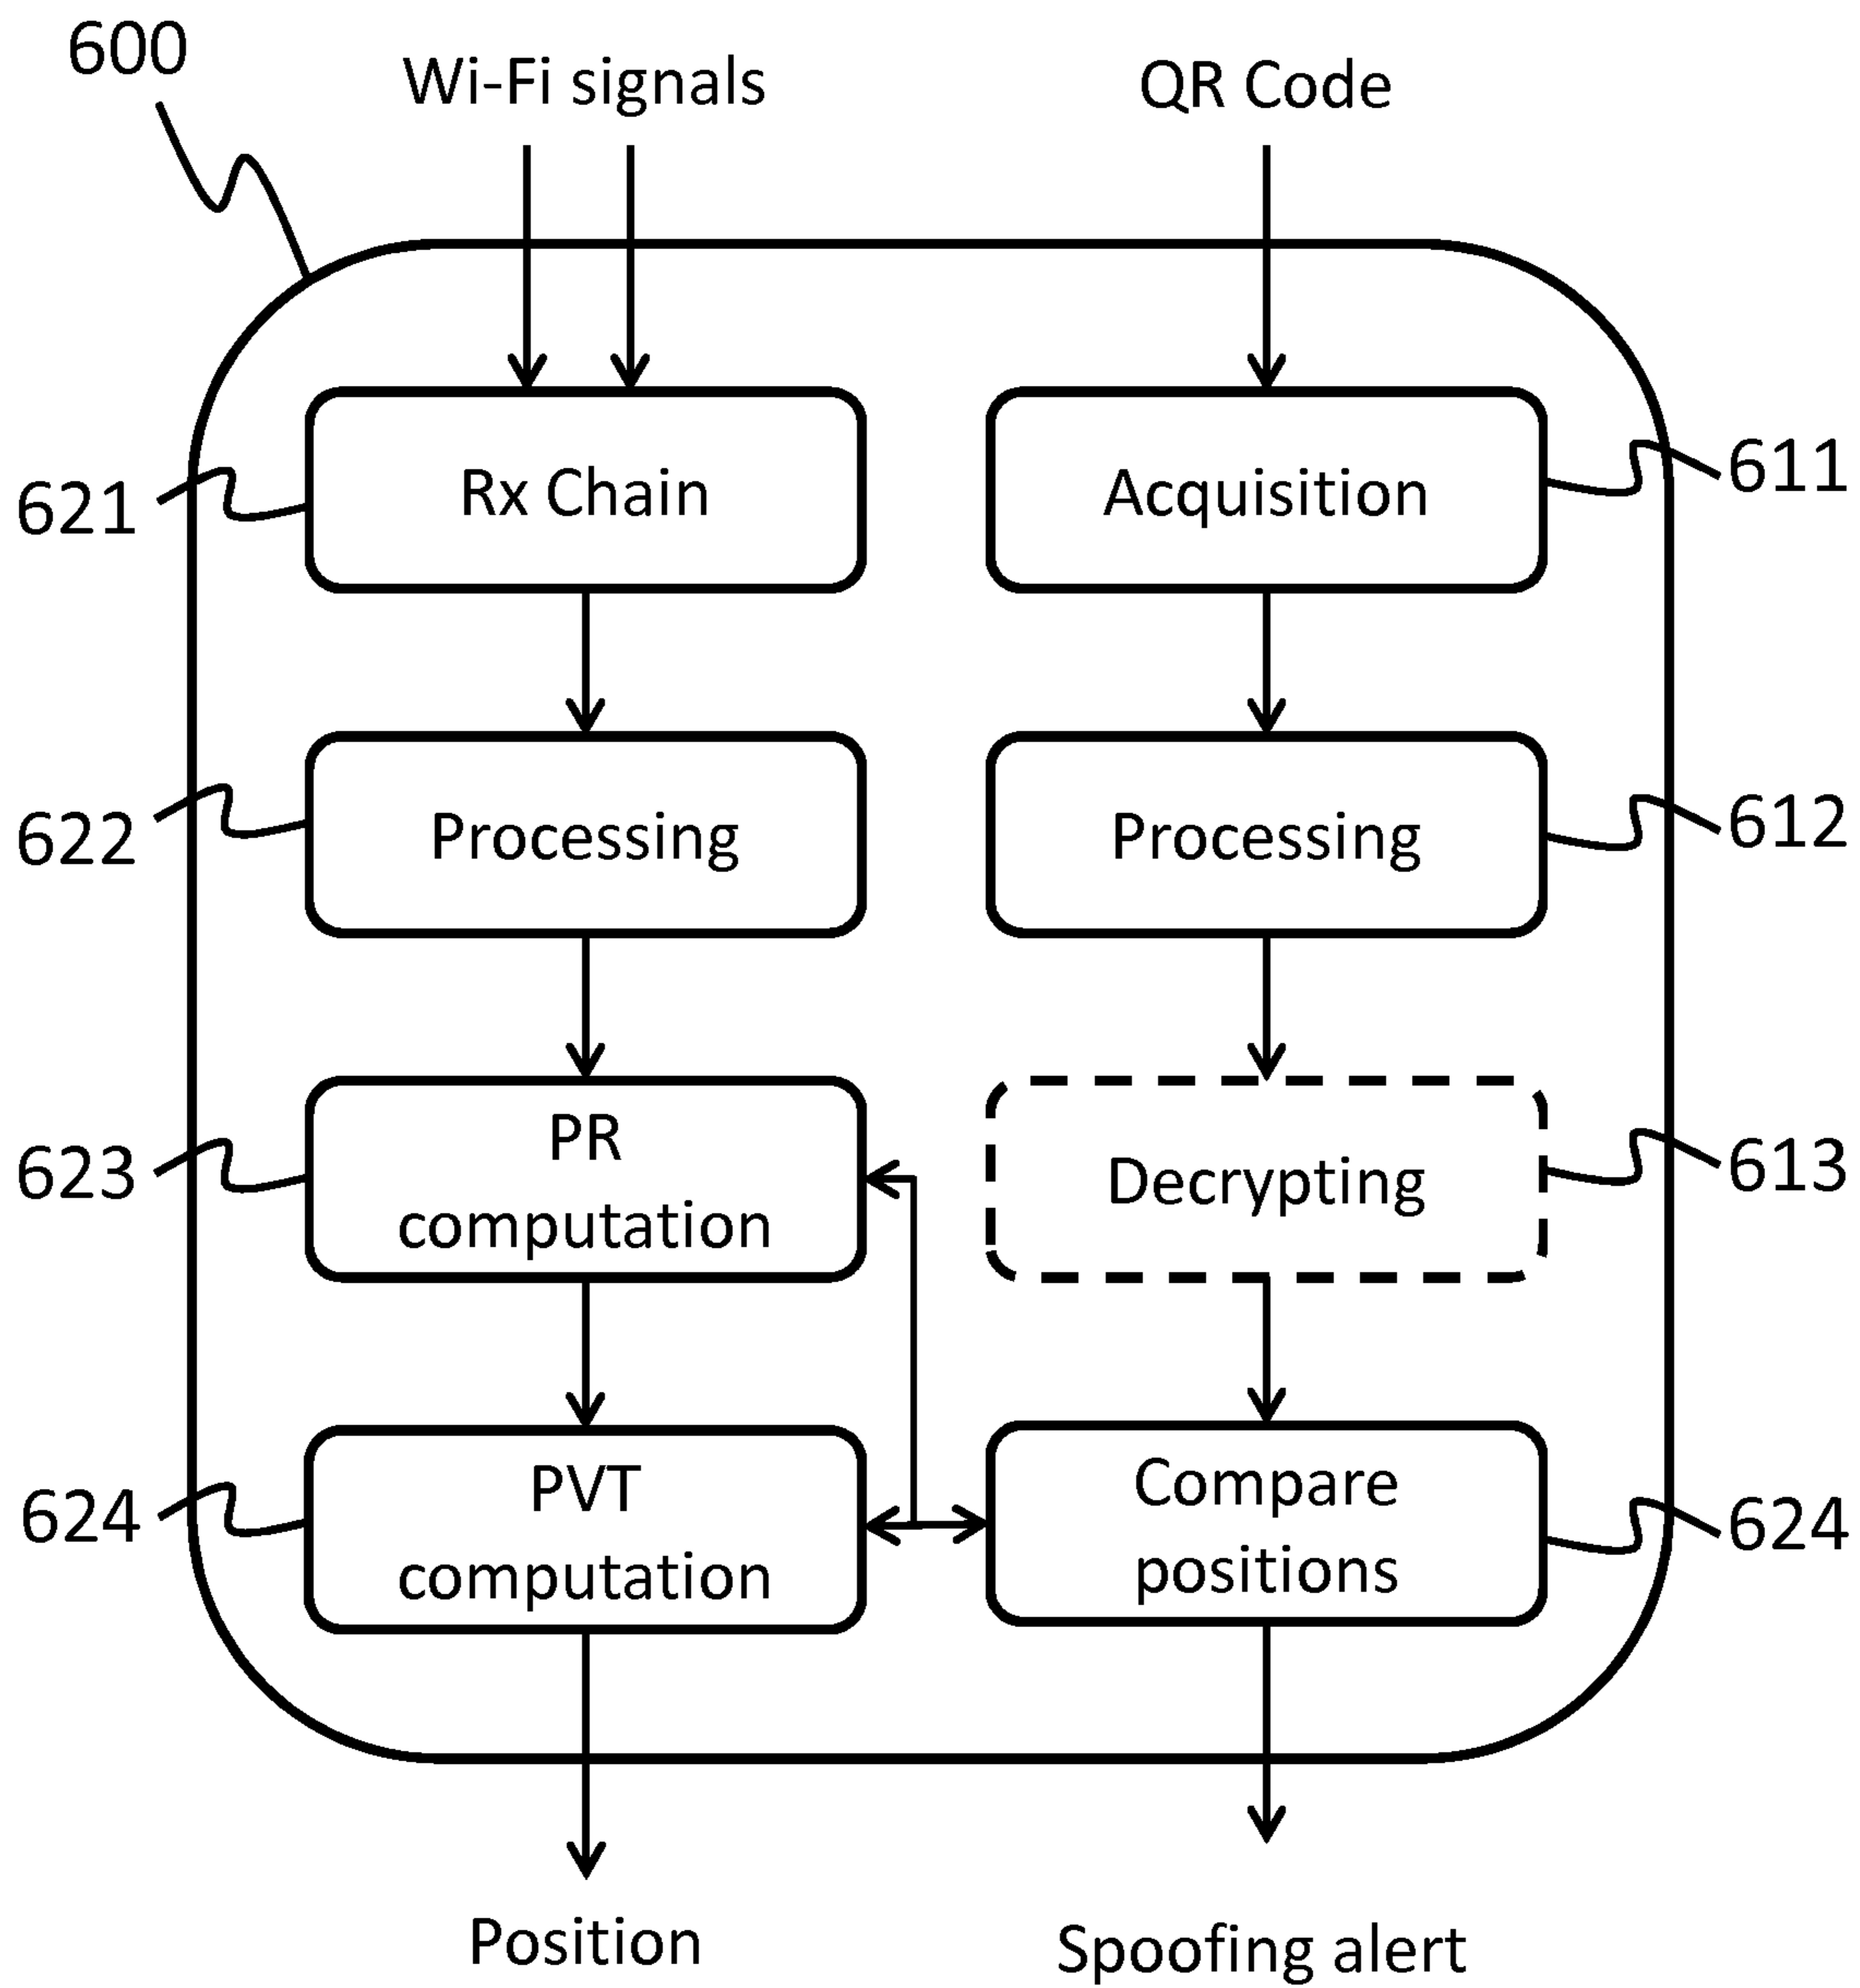 600
Wi-Fi signals
QR Code
621
Rx Chain
Acquisition
611
622
Processing
Processing
612
623
PR
computation
Decrypting
613
624
PVT
computation
Compare
positions
624
Position
Spoofing alert